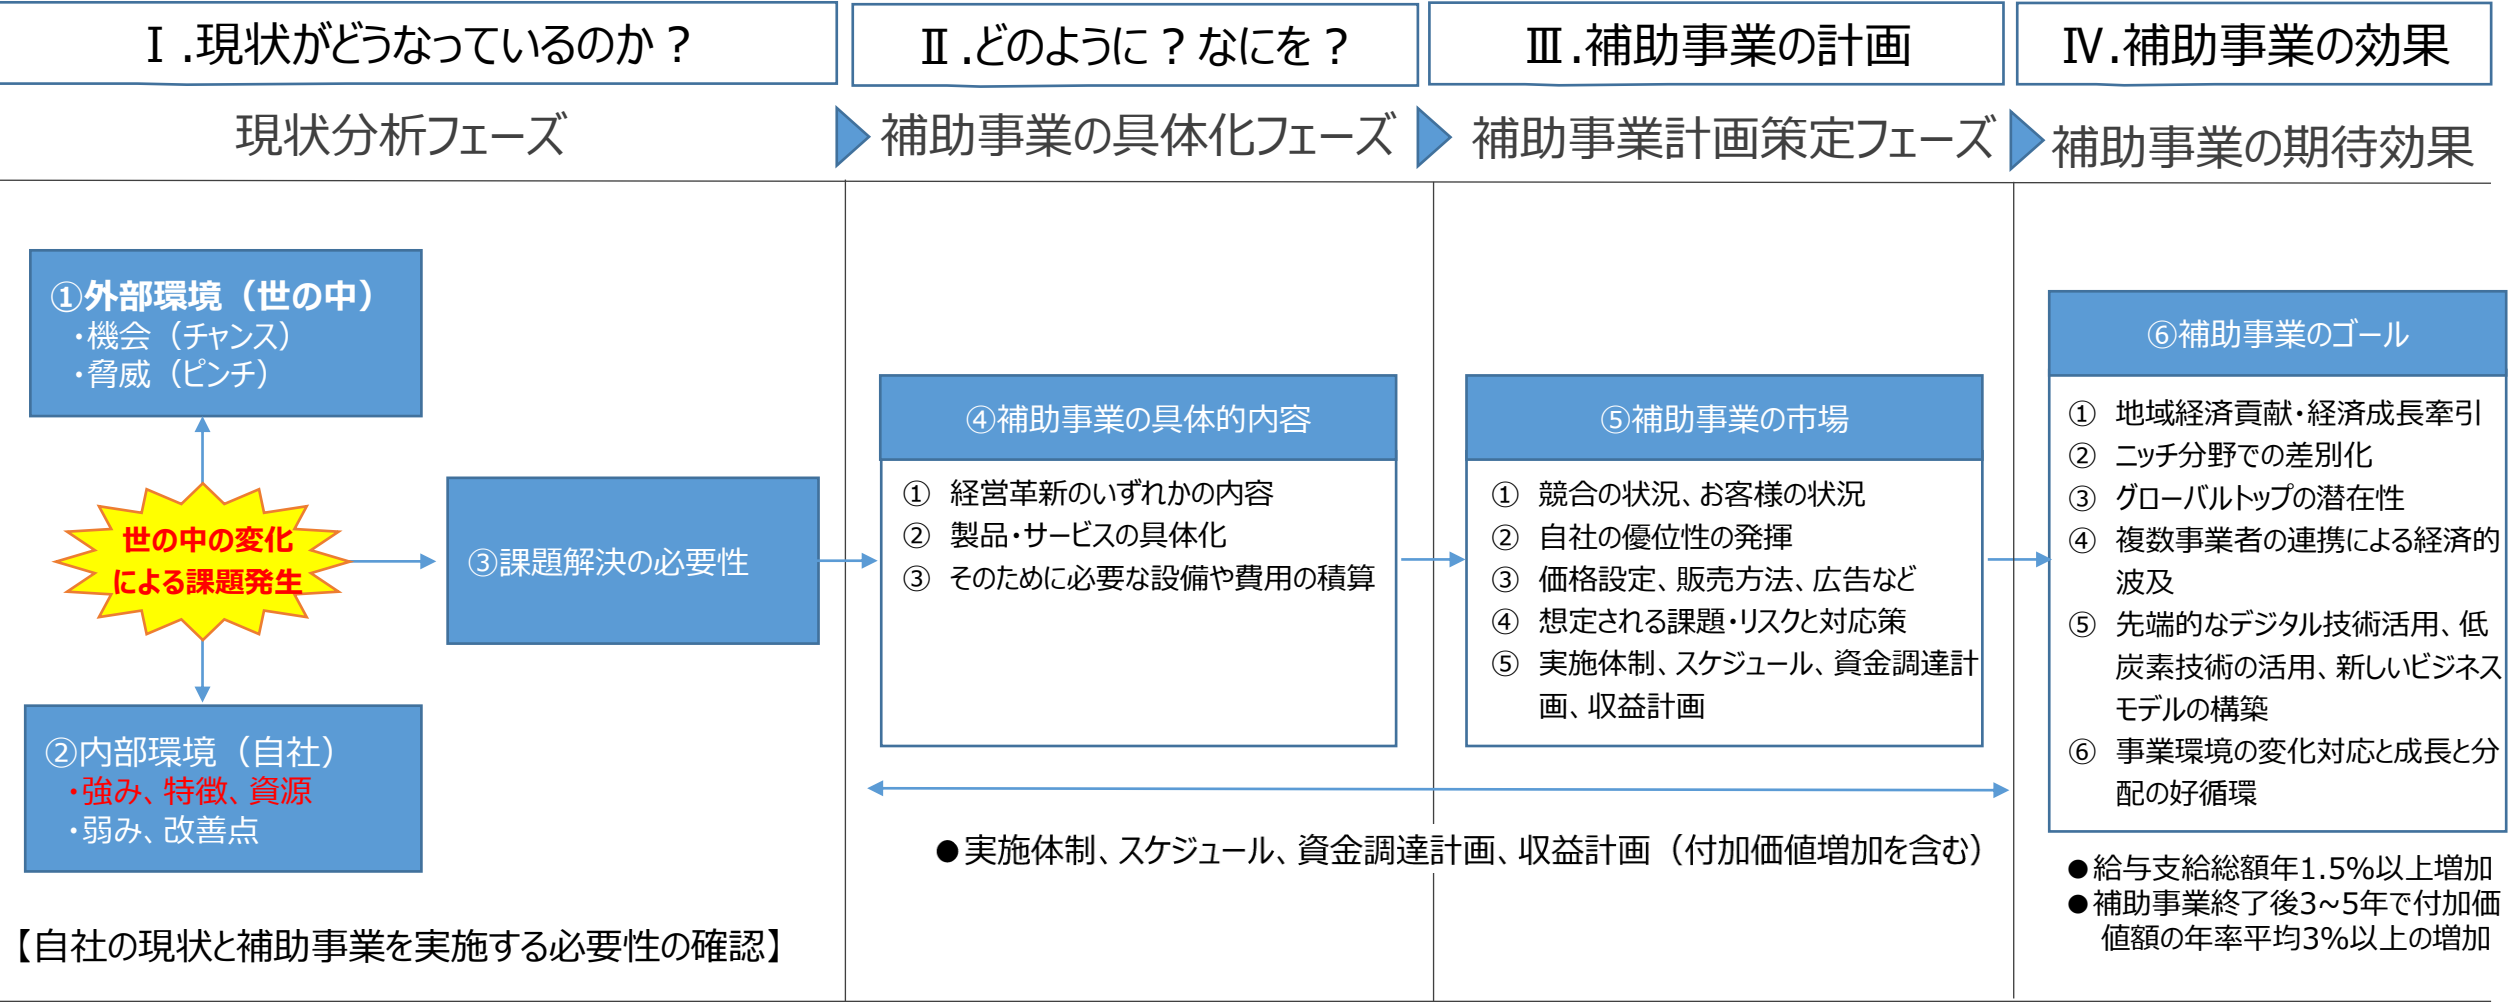 Ⅰ.現状がどうなっているのか？
Ⅱ.どのように？なにを？
Ⅲ.補助事業の計画
Ⅳ.補助事業の効果
現状分析フェーズ
補助事業の具体化フェーズ
補助事業計画策定フェーズ
補助事業の期待効果
①外部環境（世の中）
・機会（チャンス）
・脅威（ピンチ）
世の中の変化
による課題発生
②内部環境（自社）
・強み、特徴、資源
・弱み、改善点
③課題解決の必要性
【自社の現状と補助事業を実施する必要性の確認】
④補助事業の具体的内容
① 経営革新のいずれかの内容
② 製品・サービスの具体化
③ そのために必要な設備や費用の積算
⑤補助事業の市場
① 競合の状況、お客様の状況
② 自社の優位性の発揮
③ 価格設定、販売方法、広告など
④ 想定される課題・リスクと対応策
⑤ 実施体制、スケジュール、資金調達計
画、収益計画
●実施体制、スケジュール、資金調達計画、収益計画（付加価値増加を含む）
⑥補助事業のゴール
① 地域経済貢献・経済成長牽引
② ニッチ分野での差別化
③ グローバルトップの潜在性
④ 複数事業者の連携による経済的
波及
⑤ 先端的なデジタル技術活用、低
炭素技術の活用、新しいビジネス
モデルの構築
⑥ 事業環境の変化対応と成長と分
配の好循環
●給与支給総額年1.5%以上増加
●補助事業終了後3~5年で付加価
値額の年率平均3%以上の増加